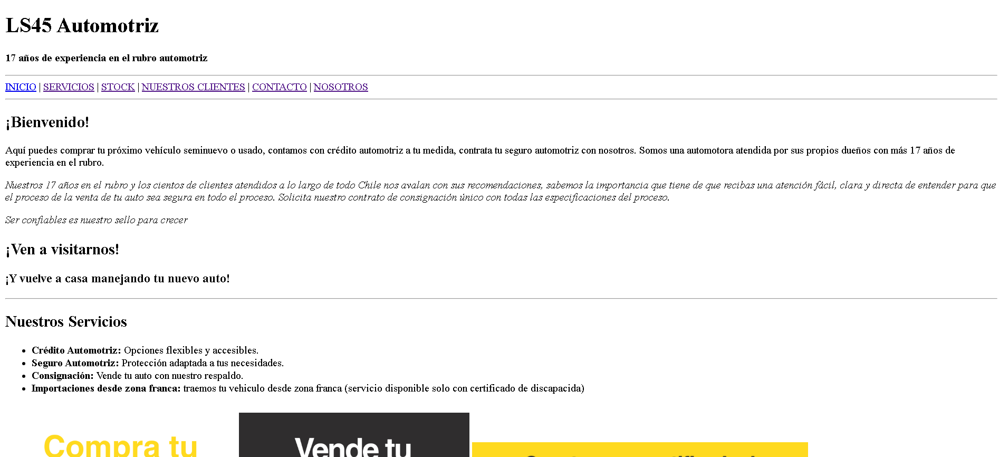 LS45 Automotriz
17 años de experiencia en el rubro automotriz
INICIO | SERVICIOS | STOCK | NUESTROS CLIENTES | CONTACTO | NOSOTROS
¡Bienvenido!
Aquí puedes comprar tu próximo vehículo seminuevo o usado, contamos con crédito automotriz a tu medida, contrata tu seguro automotriz con nosotros. Somos una automotora atendida por sus propios dueños con más 17 años de
experiencia en el rubro.
Nuestros 17 años en el rubro y los cientos de clientes atendidos a lo largo de todo Chile nos avalan con sus recomendaciones, sabemos la importancia que tiene de que recibas una atención fácil, clara y directa de entender para que
el proceso de la venta de tu auto sea segura en todo el proceso. Solicita nuestro contrato de consignación único con todas las especificaciones del proceso.
Ser confiables es nuestro sello para crecer
¡Ven a visitarnos!
¡Y vuelve a casa manejando tu nuevo auto!
Nuestros Servicios
Crédito Automotriz: Opciones flexibles y accesibles.
Seguro Automotriz: Protección adaptada a tus necesidades.
Consignación: Vende tu auto con nuestro respaldo.
Importaciones desde zona franca: traemos tu vehiculo desde zona franca (servicio disponible solo con certificado de discapacida)
Compra tu
Vende tu